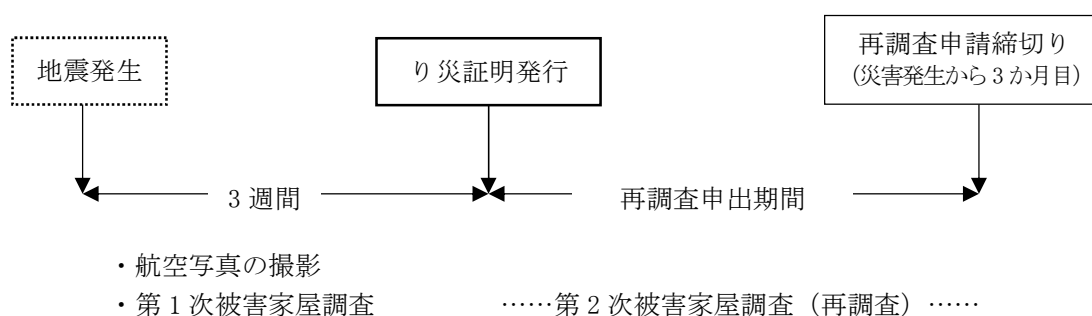 地震発生
り災証明発行
再調査申請締切り
（災害発生から3か月目）
3週間
再調査申出期間
・航空写真の撮影
・第1次被害家屋調査　　　……第2次被害家屋調査（再調査）……